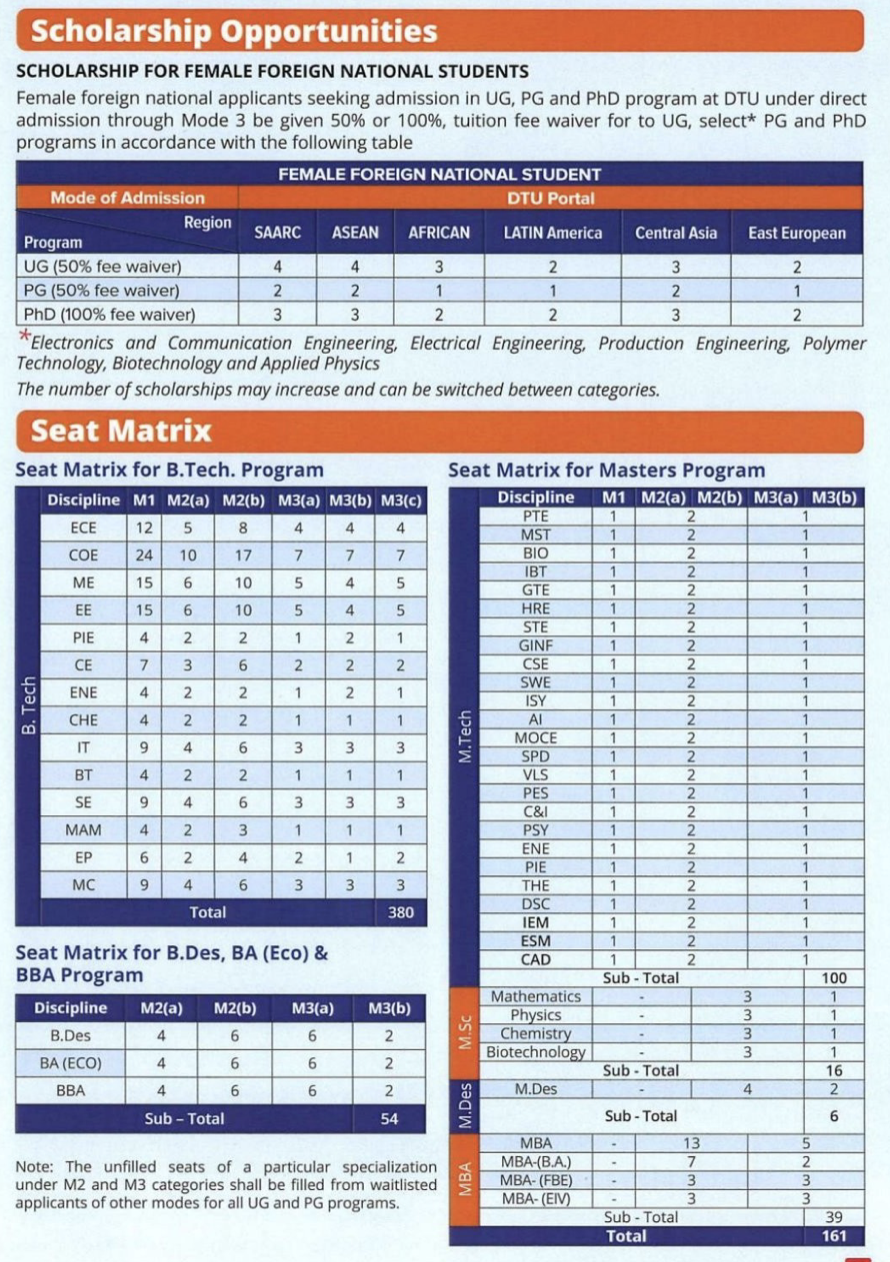 Scholarship Opportunities
SCHOLARSHIP FOR FEMALE FOREIGN NATIONAL STUDENTS
Female foreign national applicants seeking admission in UG, PG and PhD program at DTU under direct
admission through Mode 3 be given 50% or 100%, tuition fee waiver for to UG, select* PG and PhD
programs in accordance with the following table
FEMALE FOREIGN NATIONAL STUDENT
Mode of Admission DTU Portal
Region
Program SAARC ASEAN AFRICAN LATIN America Central Asia East European
UG (50% fee waiver) 4 4 3 2 3 2
PG (50% fee waiver) 2 2 1 1 2 1
PhD (100% fee waiver) 3 3 2 2 3 2
*Electronics and Communication Engineering, Electrical Engineering, Production Engineering, Polymer
Technology, Biotechnology and Applied Physics
The number of scholarships may increase and can be switched between categories.
Seat Matrix
Seat Matrix for B.Tech. Program
Discipline M1 M2(a) M2(b) M3(a) M3(b) M3(c)
B. Tech
ECE 12 5 8 4 4 4
COE 24 10 17 7 7 7
ME 15 6 10 5 4 5
EE 15 6 10 5 4 5
PIE 4 2 2 1 2 1
CE 7 3 6 2 2 2
ENE 4 2 2 1 2 1
CHE 4 2 2 1 1 1
IT 9 4 6 3 3 3
BT 4 2 2 1 1 1
SE 9 4 6 3 3 3
MAM 4 2 3 1 1 1
EP 6 2 4 2 1 2
MC 9 4 6 3 3 3
Total 380
Seat Matrix for B.Des, BA (Eco) &
BBA Program
Discipline M2(a) M2(b) M3(a) M3(b)
B.Des 4 6 6 2
BA (ECO) 4 6 6 2
BBA 4 6 6 2
Sub – Total 54
Note: The unfilled seats of a particular specialization
under M2 and M3 categories shall be filled from waitlisted
applicants of other modes for all UG and PG programs.
Seat Matrix for Masters Program
Discipline M1 M2(a) M2(b) M3(a) M3(b)
M.Tech
PTE 1 2 1
MST 1 2 1
BIO 1 2 1
IBT 1 2 1
GTE 1 2 1
HRE 1 2 1
STE 1 2 1
GINF 1 2 1
CSE 1 2 1
SWE 1 2 1
ISY 1 2 1
AI 1 2 1
MOCE 1 2 1
SPD 1 2 1
VLS 1 2 1
PES 1 2 1
C&I 1 2 1
PSY 1 2 1
ENE 1 2 1
PIE 1 2 1
THE 1 2 1
DSC 1 2 1
IEM 1 2 1
ESM 1 2 1
CAD 1 2 1
Sub - Total 100
M.Sc
Mathematics - 3 1
Physics - 3 1
Chemistry - 3 1
Biotechnology - 3 1
Sub - Total 16
M.Des
M.Des - 4 2
Sub - Total 6
MBA
MBA - 13 5
MBA-(B.A.) - 7 2
MBA- (FBE) - 3 3
MBA- (EIV) - 3 3
Sub - Total 39
Total 161